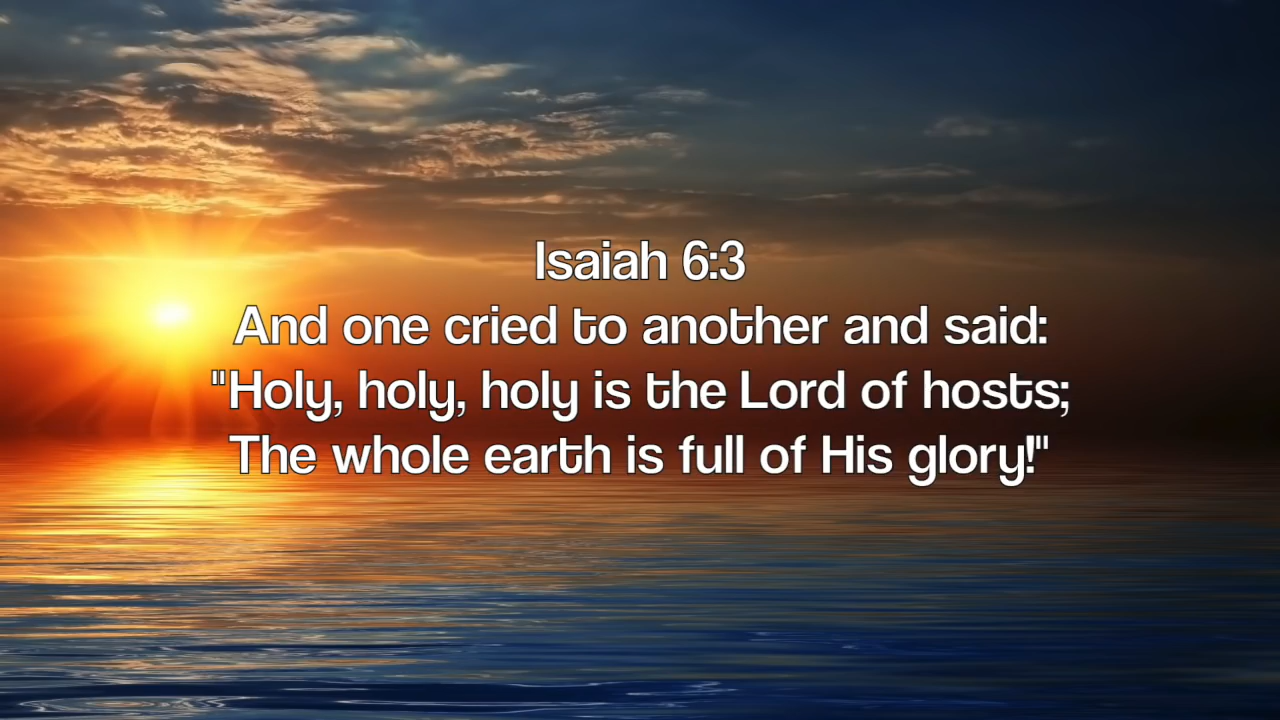 Isaiah 6:3
And one cried to another and said:
"Holy, holy, holy is the Lord of hosts;
The whole earth is full of His glory!"